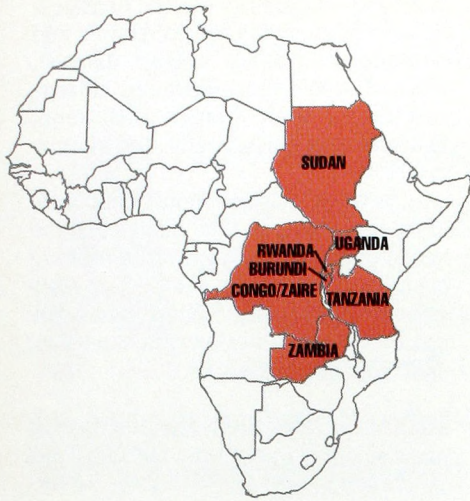 SUDAN
UGANDA
RWANDA
BURUNDI
CONGO/ZAIRE
TANZANIA
ZAMBIA